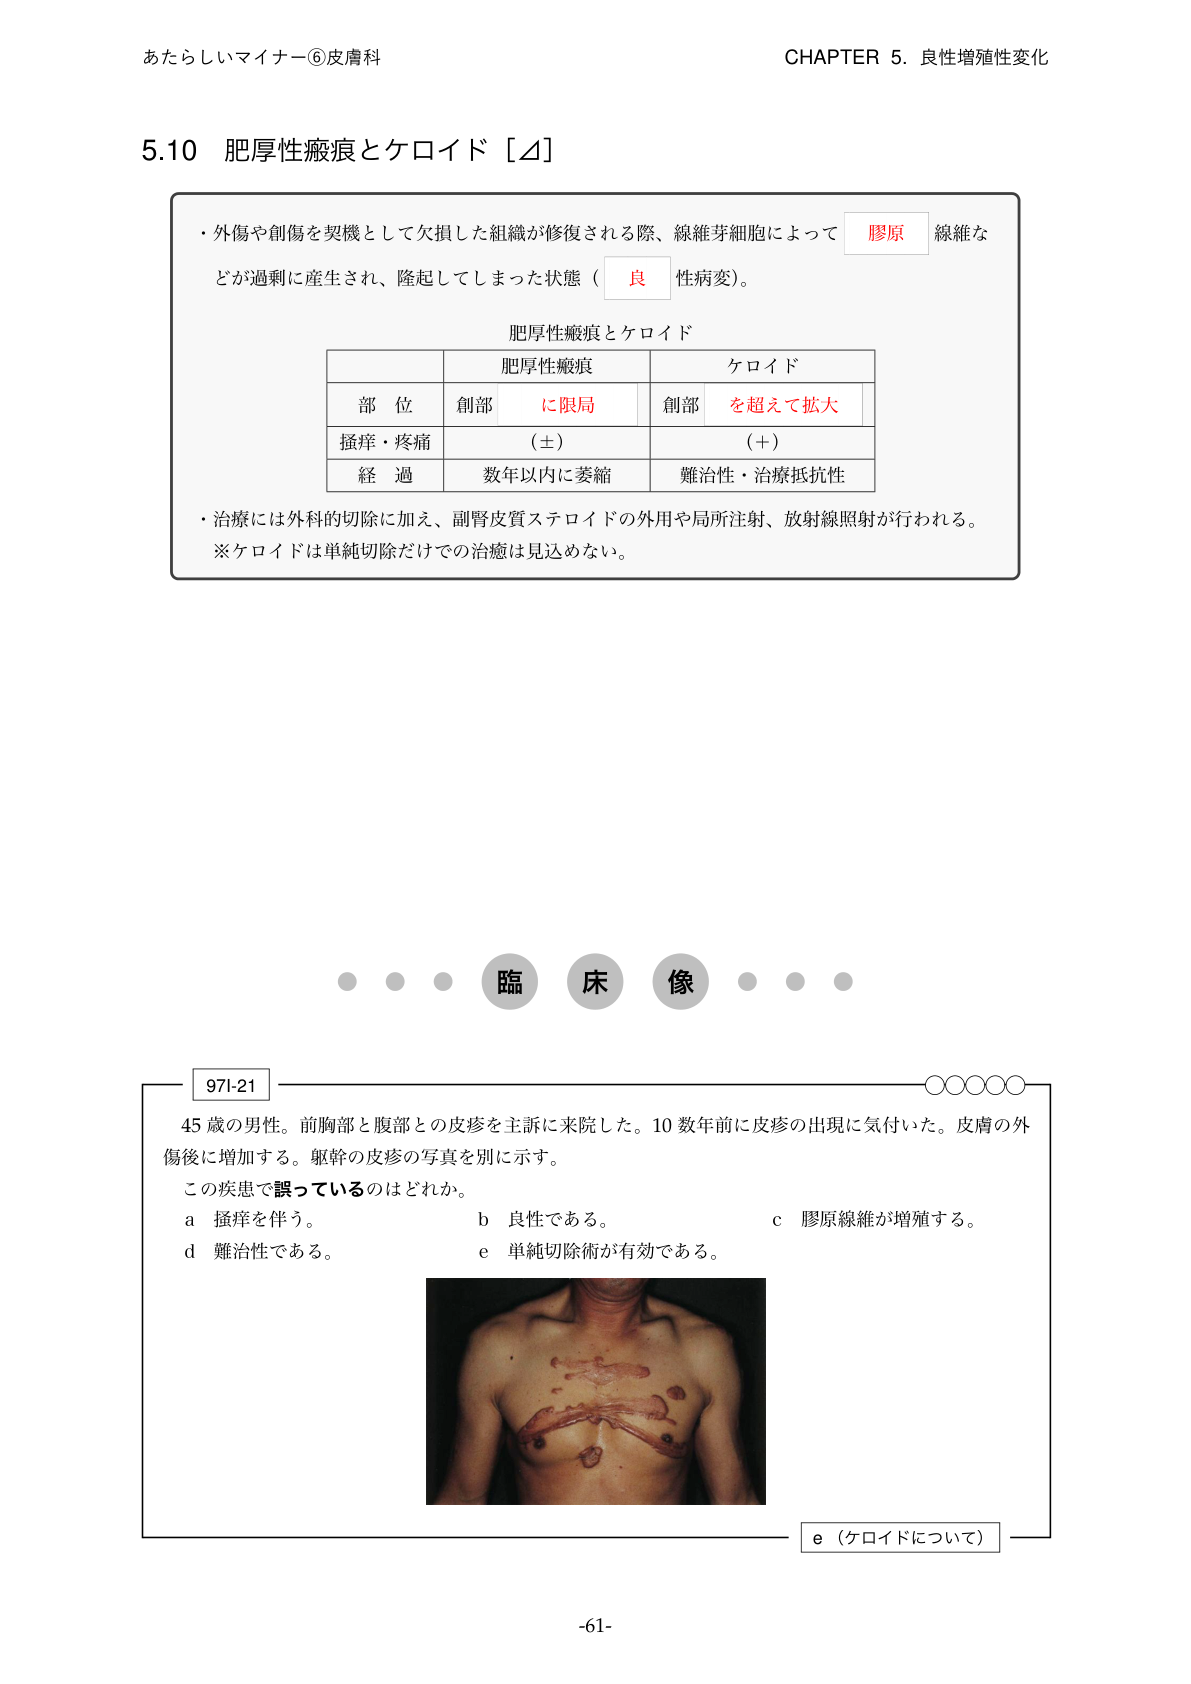 あたらしいマイナー⑥皮膚科
CHAPTER 5. 良性増殖性変化
5.10 肥厚性瘢痕とケロイド［⊿］
・外傷や創傷を契機として欠損した組織が修復される際、線維芽細胞によって 膠原 線維な
どが過剰に産生され、隆起してしまった状態（ 良 性病変）。
肥厚性瘢痕とケロイド
肥厚性瘢痕 ケロイド
部 位 創部 に限局 創部 を超えて拡大
掻痒・疼痛 (±) (+)
経 過 数年以内に萎縮 難治性・治療抵抗性
・治療には外科的切除に加え、副腎皮質ステロイドの外用や局所注射、放射線照射が行われる。
※ケロイドは単純切除だけでの治癒は見込めない。
臨 床 像
97I-21
45 歳の男性。前胸部と腹部との皮疹を主訴に来院した。10 数年前に皮疹の出現に気付いた。皮膚の外
傷後に増加する。躯幹の皮疹の写真を別に示す。
この疾患で誤っているのはどれか。
a 掻痒を伴う。 b 良性である。 c 膠原線維が増殖する。
d 難治性である。 e 単純切除術が有効である。
e（ケロイドについて）
-61-